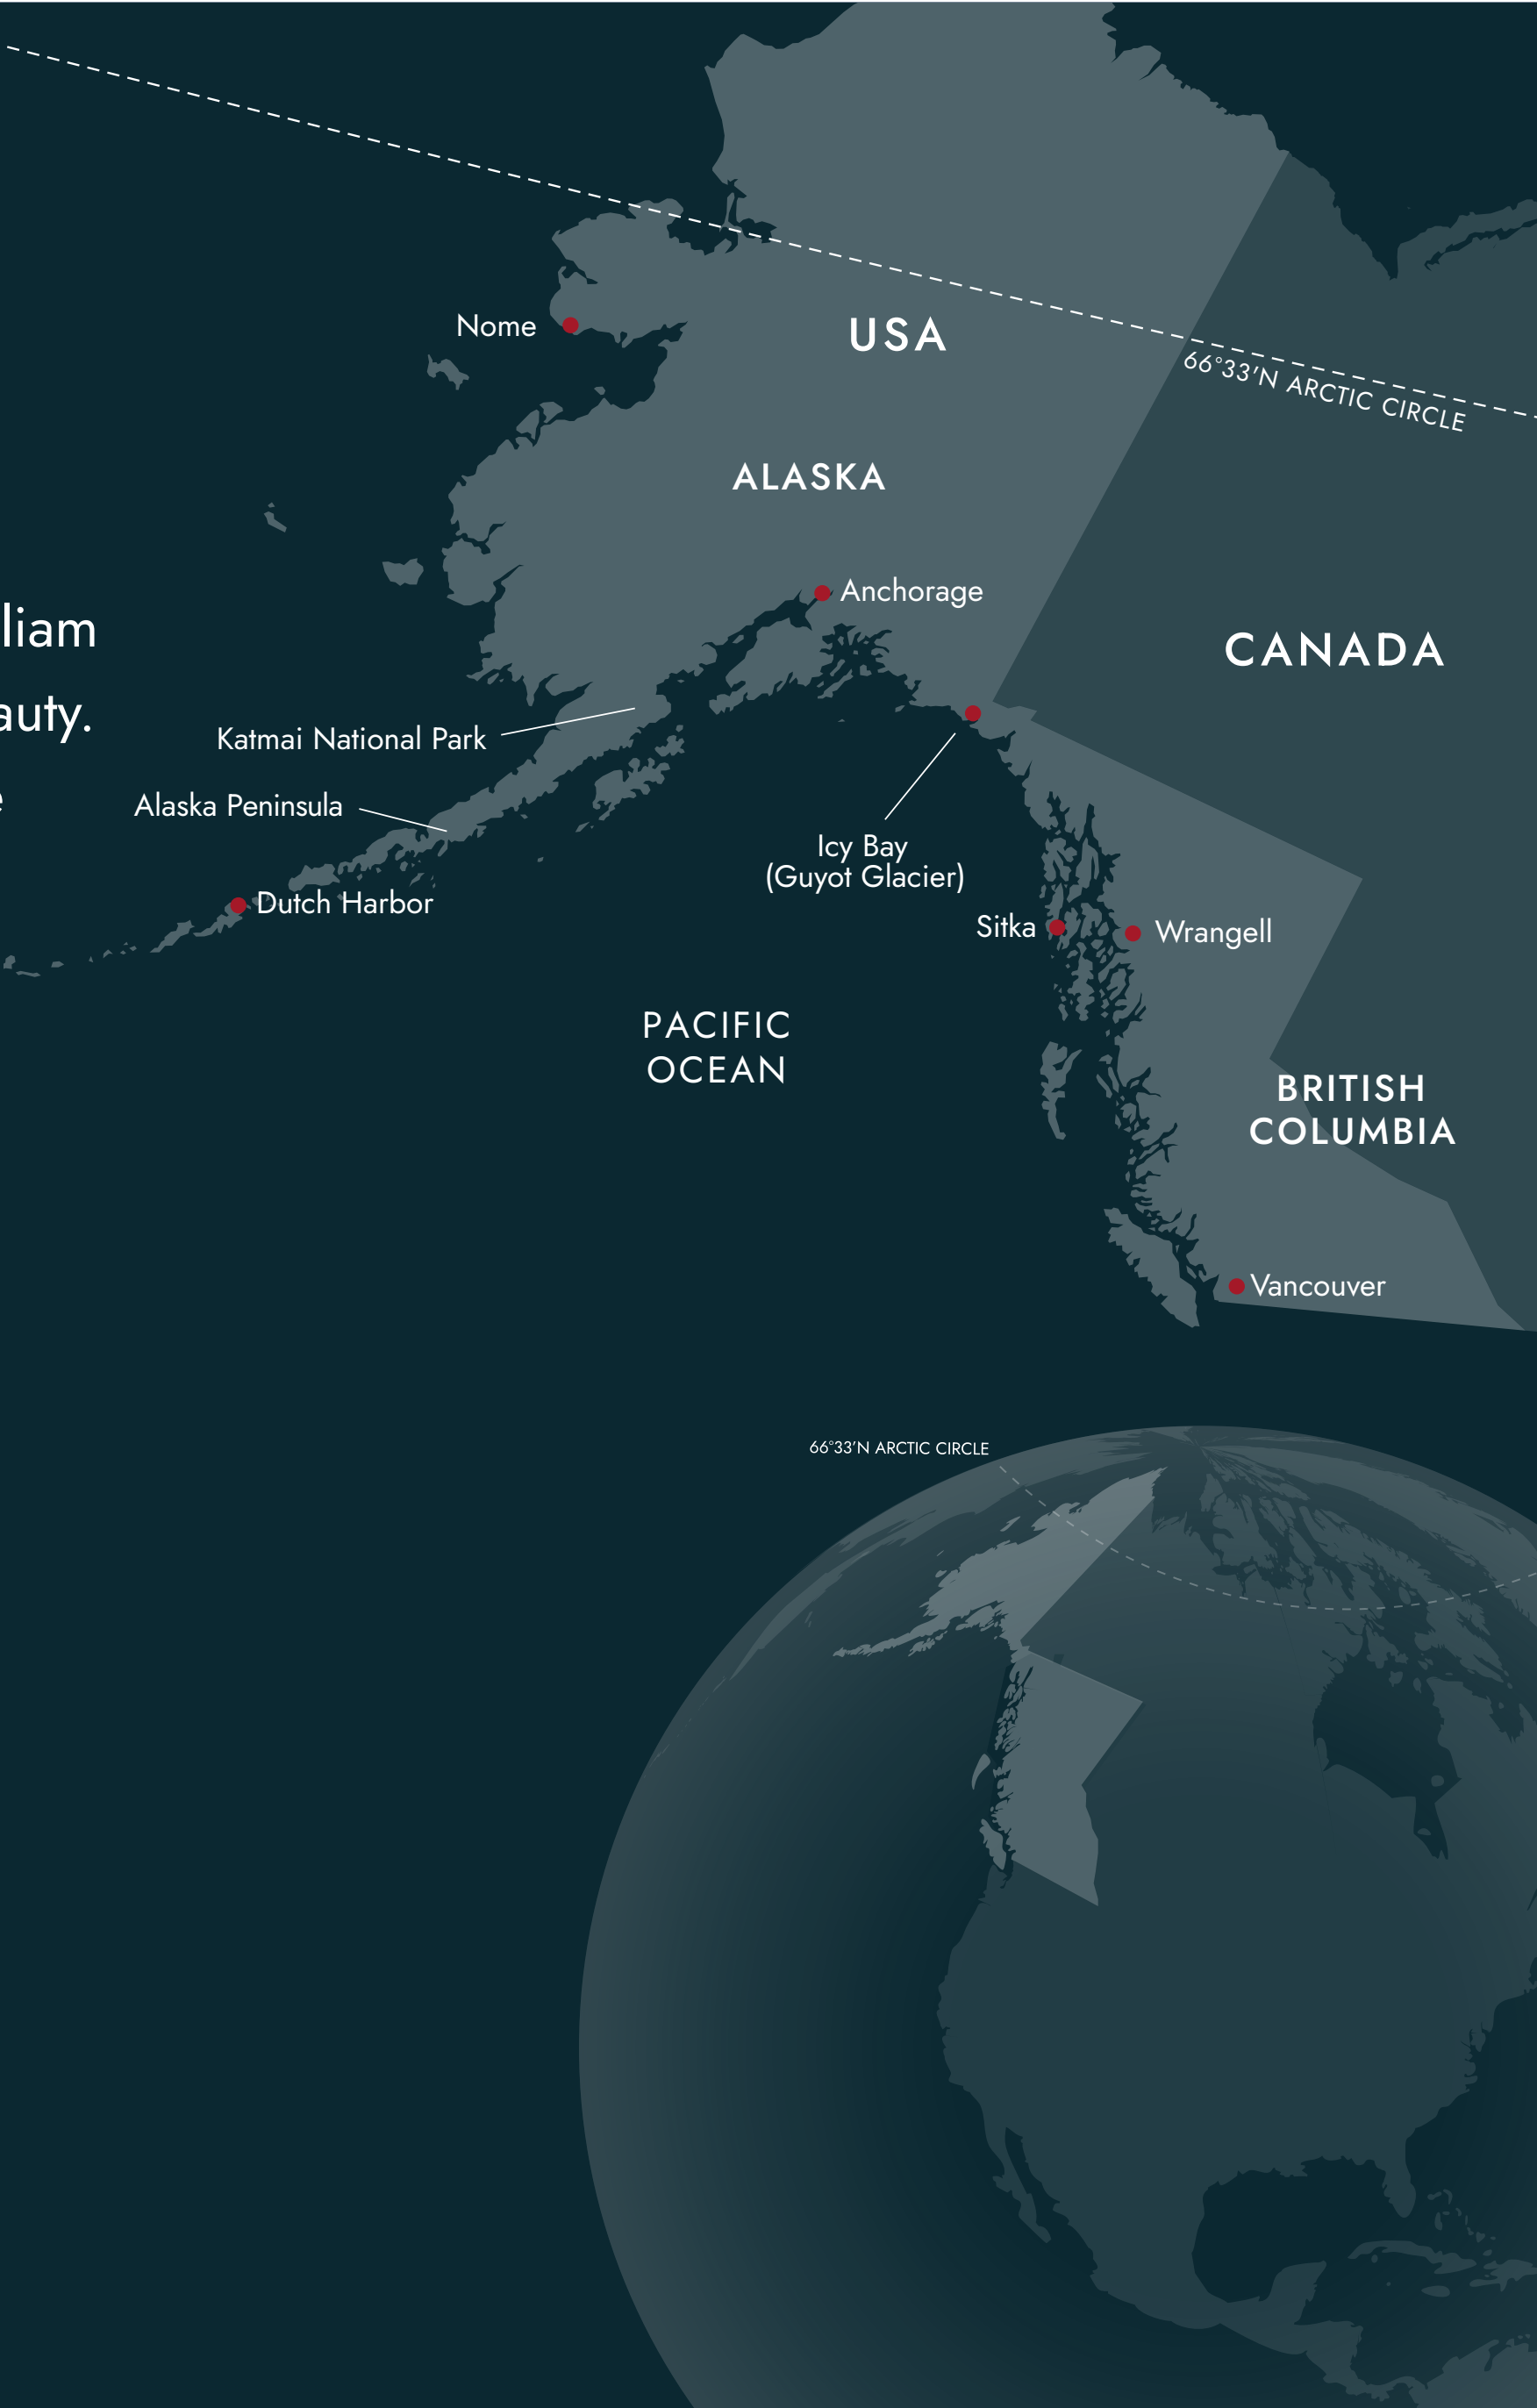 Nome
USA
66°33'N ARCTIC CIRCLE
ALASKA
Anchorage
CANADA
auty.
Katmai National Park
Alaska Peninsula
Icy Bay
(Guyot Glacier)
Dutch Harbor
Sitka
Wrangell
PACIFIC
OCEAN
BRITISH
COLUMBIA
Vancouver
66°33'N ARCTIC CIRCLE